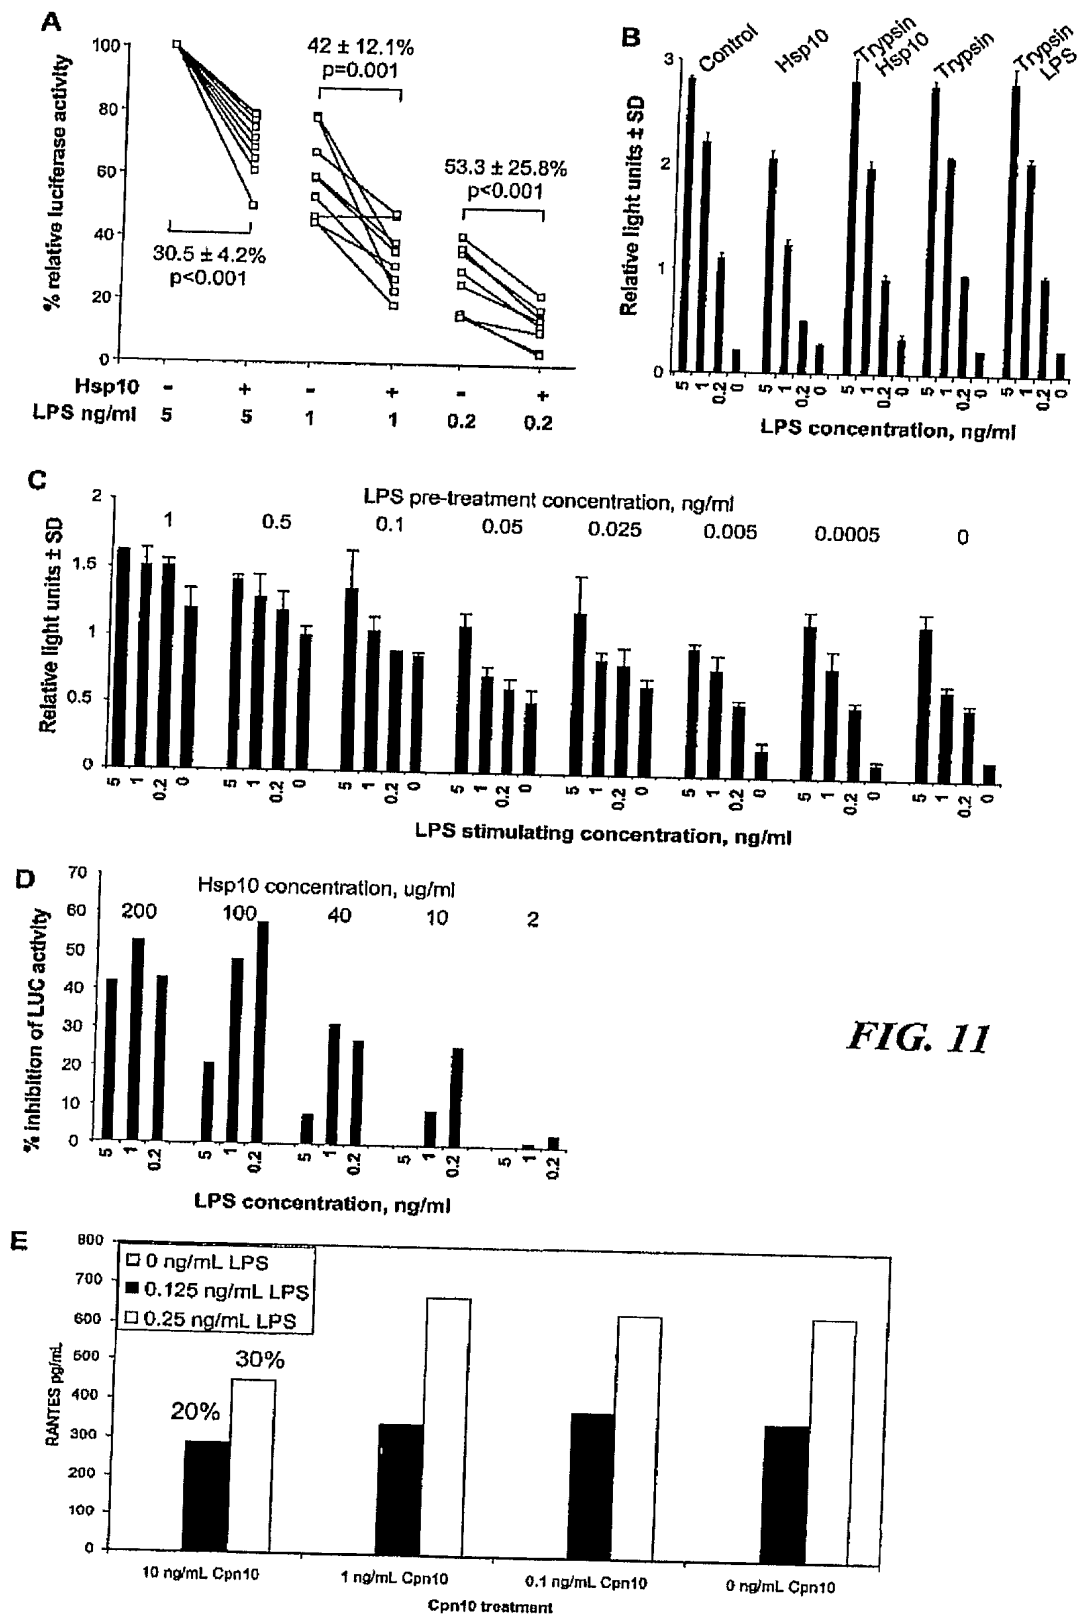 A
% relative luciferase activity
100
80
60
40
20
0
30.5 ± 4.2%
p<0.001
42 ± 12.1%
p=0.001
53.3 ± 25.8%
p<0.001
Hsp10 - + - + - +
LPS ng/ml 5 5 1 1 0.2 0.2
B
Relative light units ± SD
3
2
1
0
Control
Hsp10
Trypsin
Hsp10
Trypsin
Trypsin
LPS
5 1 0.2 0 5 1 0.2 0 5 1 0.2 0 5 1 0.2 0 5 1 0.2 0
LPS concentration, ng/ml
C
Relative light units ± SD
2
1.5
1
0.5
0
LPS pre-treatment concentration, ng/ml
1 0.5 0.1 0.05 0.025 0.005 0.0005 0
5 1 0.2 0 5 1 0.2 0 5 1 0.2 0 5 1 0.2 0 5 1 0.2 0 5 1 0.2 0 5 1 0.2 0 5 1 0.2 0
LPS stimulating concentration, ng/ml
D
% inhibition of LUC activity
70
60
50
40
30
20
10
0
Hsp10 concentration, ug/ml
200 100 40 10 2
5 1 0.2 5 1 0.2 5 1 0.2 5 1 0.2 5 1 0.2
LPS concentration, ng/ml
FIG. 11
E
RANTES pg/mL
800
700
600
500
400
300
200
100
0
0 ng/mL LPS
0.125 ng/mL LPS
0.25 ng/mL LPS
20%
30%
10 ng/mL Cpn10 1 ng/mL Cpn10 0.1 ng/mL Cpn10 0 ng/mL Cpn10
Cpn10 treatment